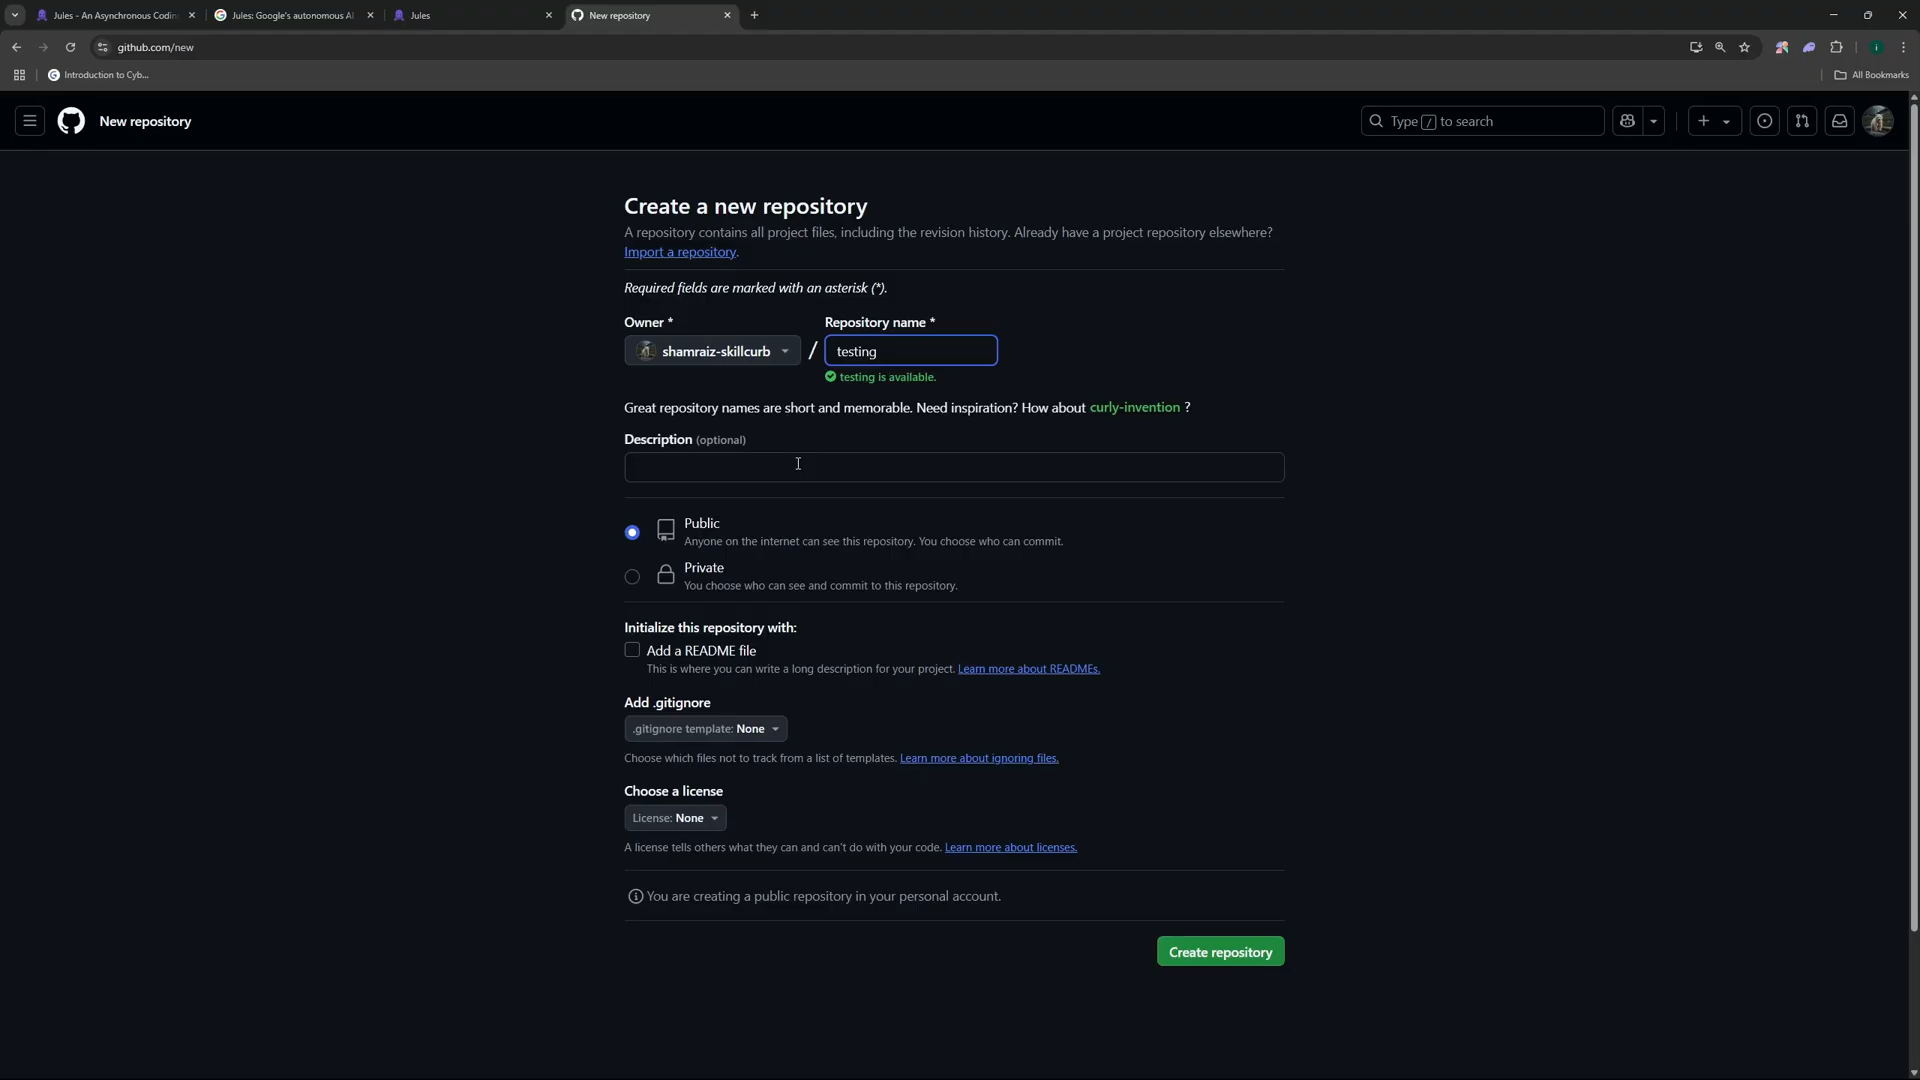 Jules - An Asynchronous Coding
Jules: Google's autonomous AI
Jules
New repository
github.com/new
Introduction to Cyb...
All Bookmarks
New repository
Type / to search
Create a new repository
A repository contains all project files, including the revision history. Already have a project repository elsewhere?
Import a repository.
Required fields are marked with an asterisk (*).
Owner *
Repository name *
shamraiz-skillcurb
/
testing
testing is available.
Great repository names are short and memorable. Need inspiration? How about curly-invention ?
Description (optional)
Public
Anyone on the internet can see this repository. You choose who can commit.
Private
You choose who can see and commit to this repository.
Initialize this repository with:
Add a README file
This is where you can write a long description for your project. Learn more about READMEs.
Add .gitignore
.gitignore template: None
Choose which files not to track from a list of templates. Learn more about ignoring files.
Choose a license
License: None
A license tells others what they can and can't do with your code. Learn more about licenses.
You are creating a public repository in your personal account.
Create repository